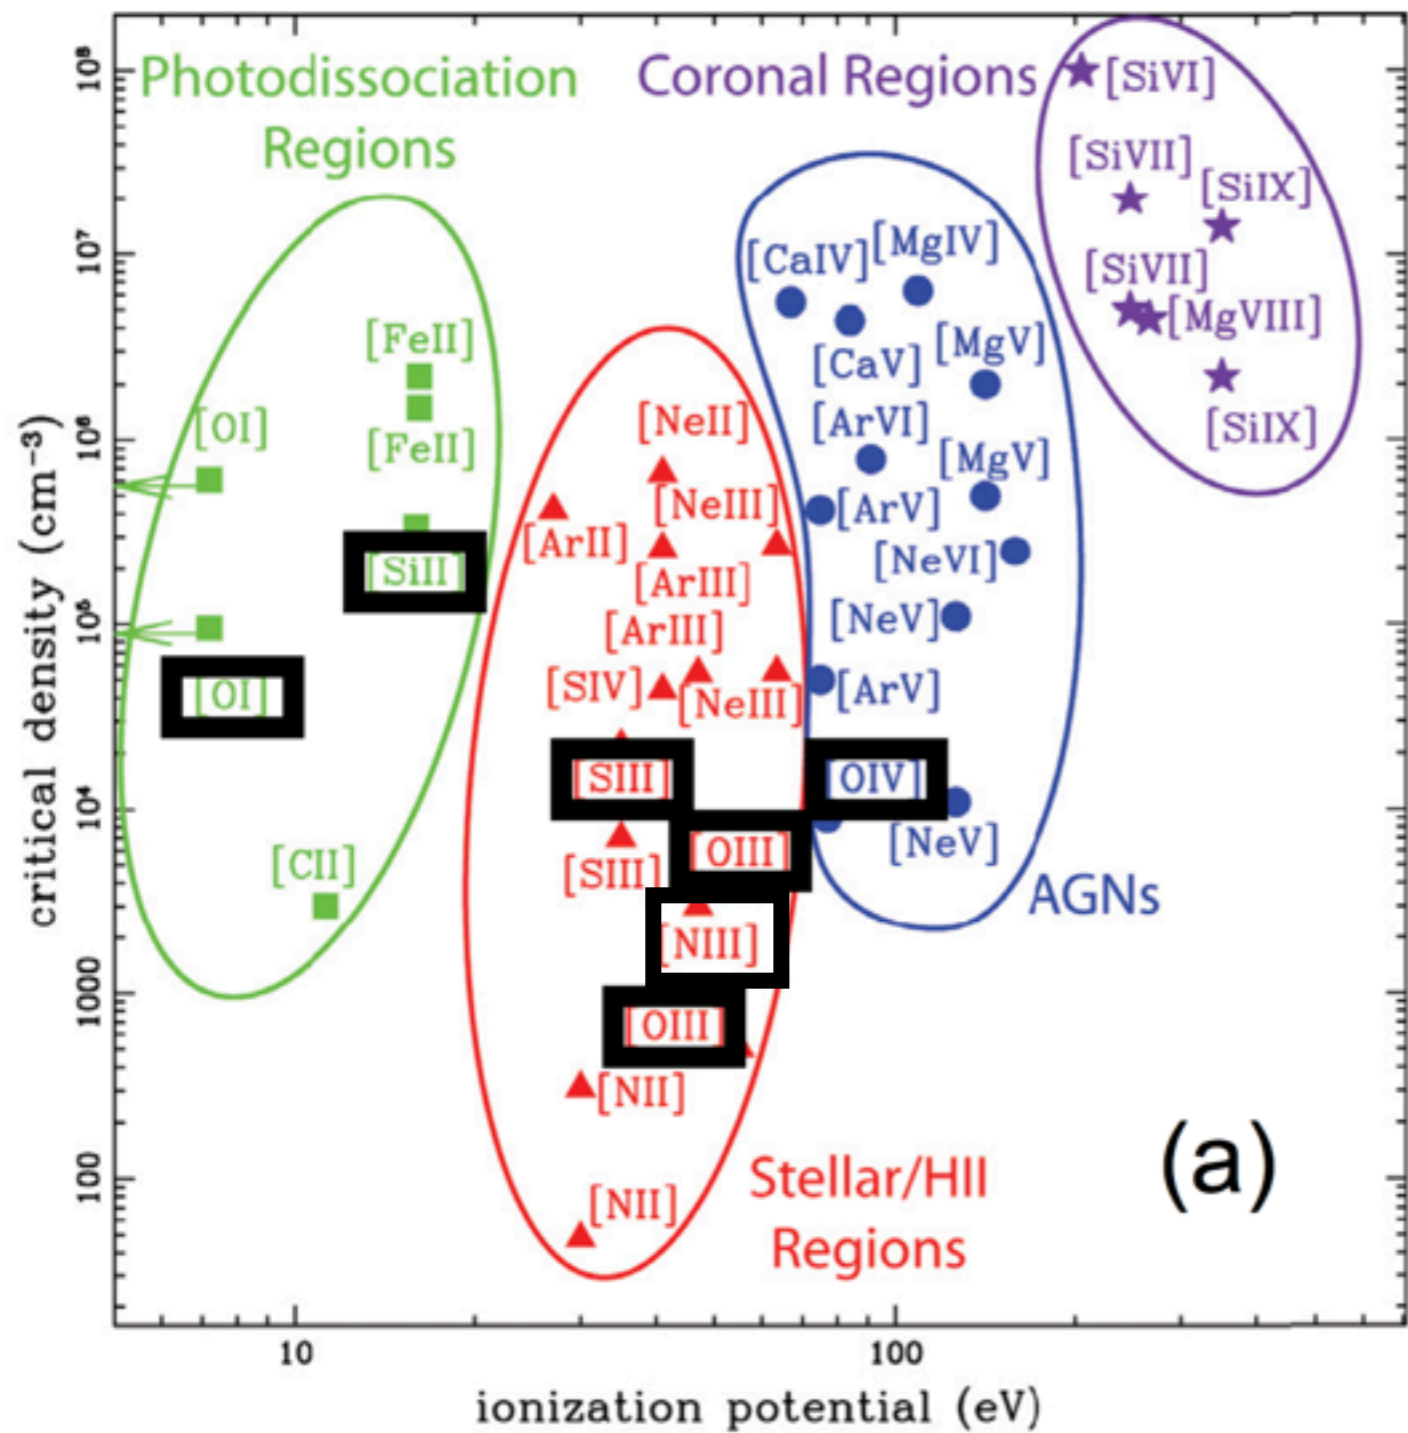 Photodissociation
Regions
Coronal Regions
[SiVI]
[SiVII]
[SiIX]
[CaIV]
[MgIV]
[SiVII]
[MgVIII]
[FeII]
[CaV]
[MgV]
[OI]
[NeII]
[ArVI]
[SiIX]
[FeII]
[MgV]
[NeIII]
[ArV]
[ArII]
[SiII]
[ArIII]
[NeVI]
[ArIII]
[NeV]
[OI]
[SIV]
[NeIII]
[ArV]
[SIII]
OIV]
[OIII]
[NeV]
[CII]
[SIII]
AGNs
[NIII]
[OIII]
[NII]
(a)
Stellar/HII
Regions
[NII]
10⁸
10⁷
10⁶
10⁵
10⁴
1000
100
critical density (cm⁻³)
10
100
ionization potential (eV)